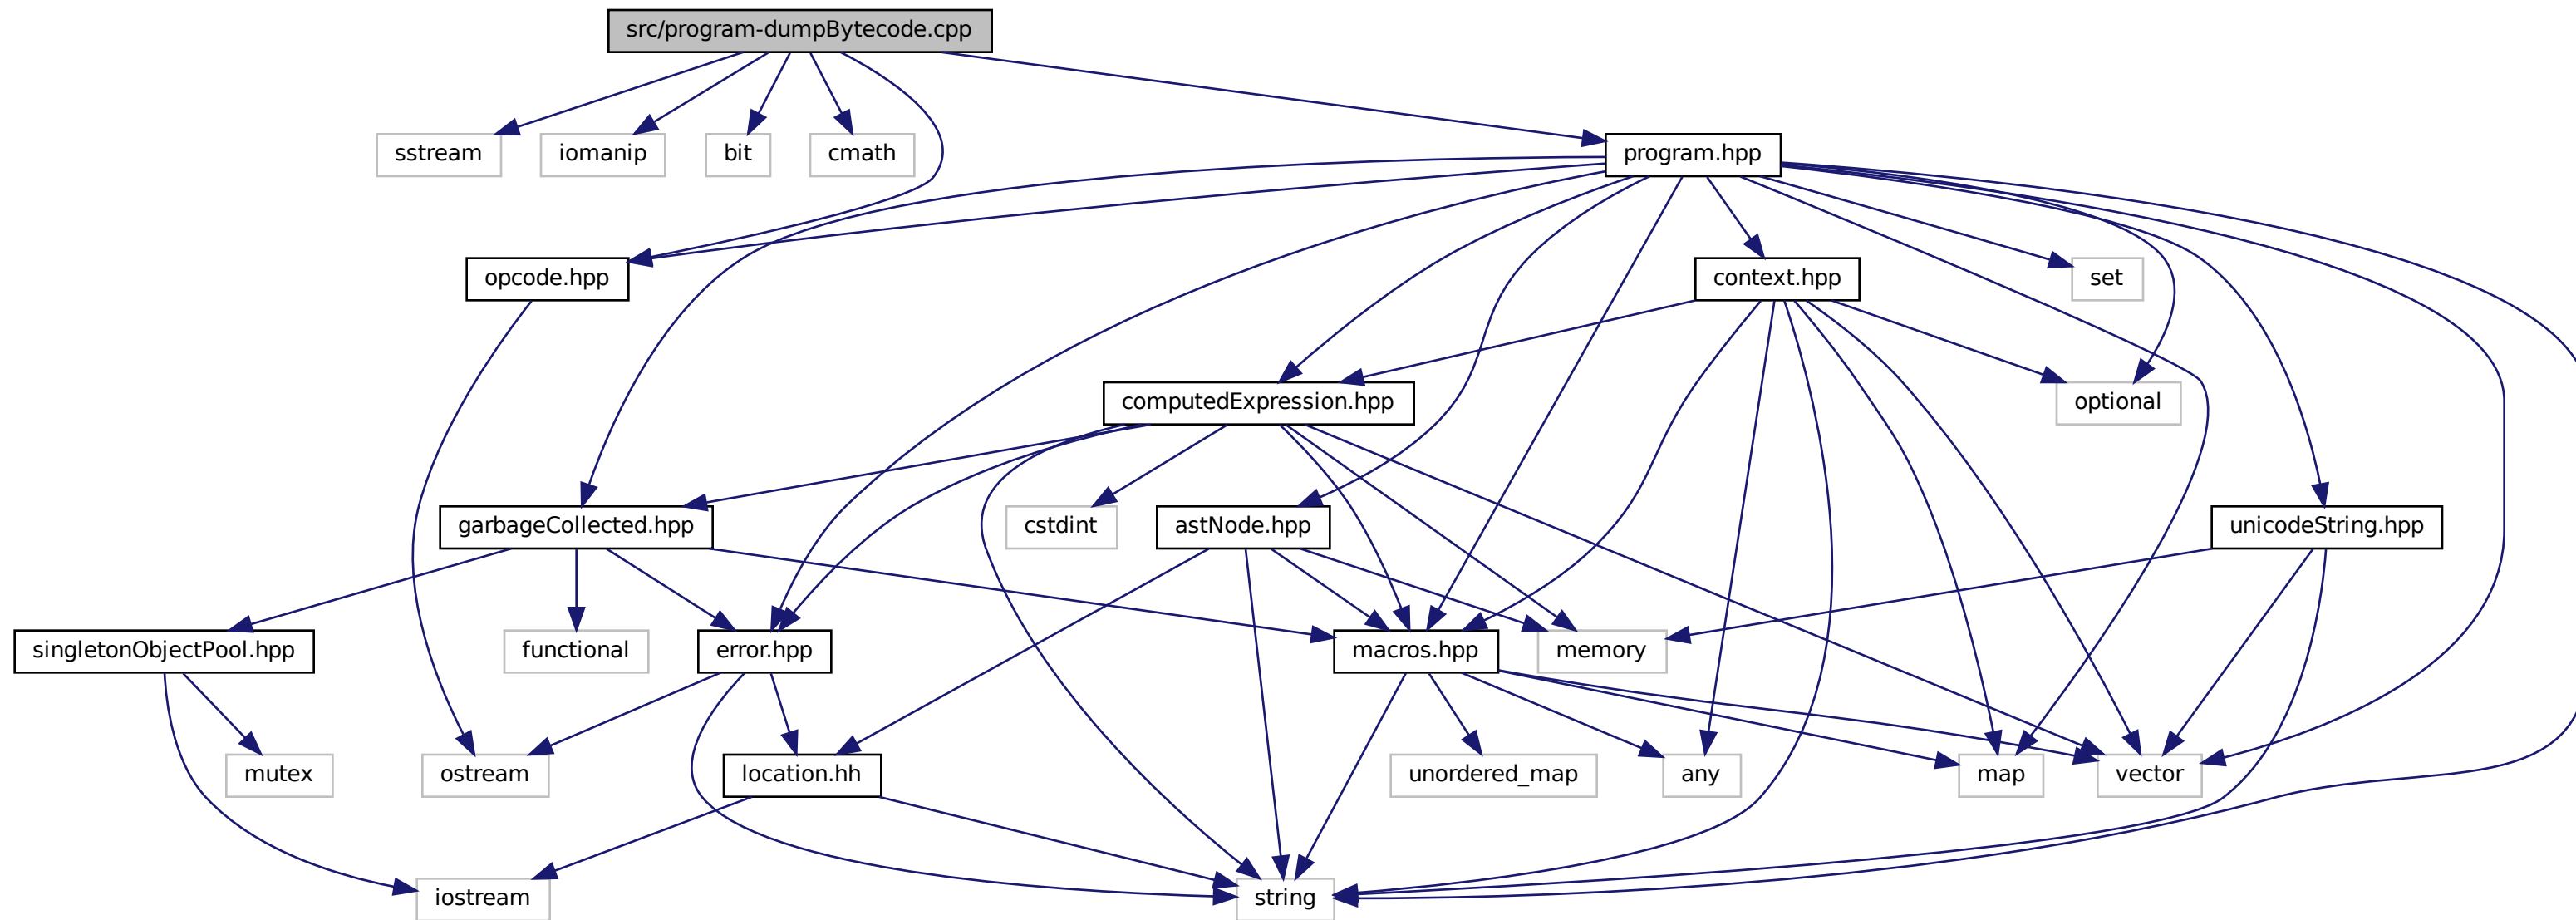 src/program-dumpBytecode.cpp
sstream
iomanip
bit
cmath
program.hpp
opcode.hpp
context.hpp
set
computedExpression.hpp
optional
garbageCollected.hpp
cstdint
astNode.hpp
unicodeString.hpp
singletonObjectPool.hpp
functional
error.hpp
macros.hpp
memory
mutex
ostream
location.hh
unordered_map
any
map
vector
iostream
string